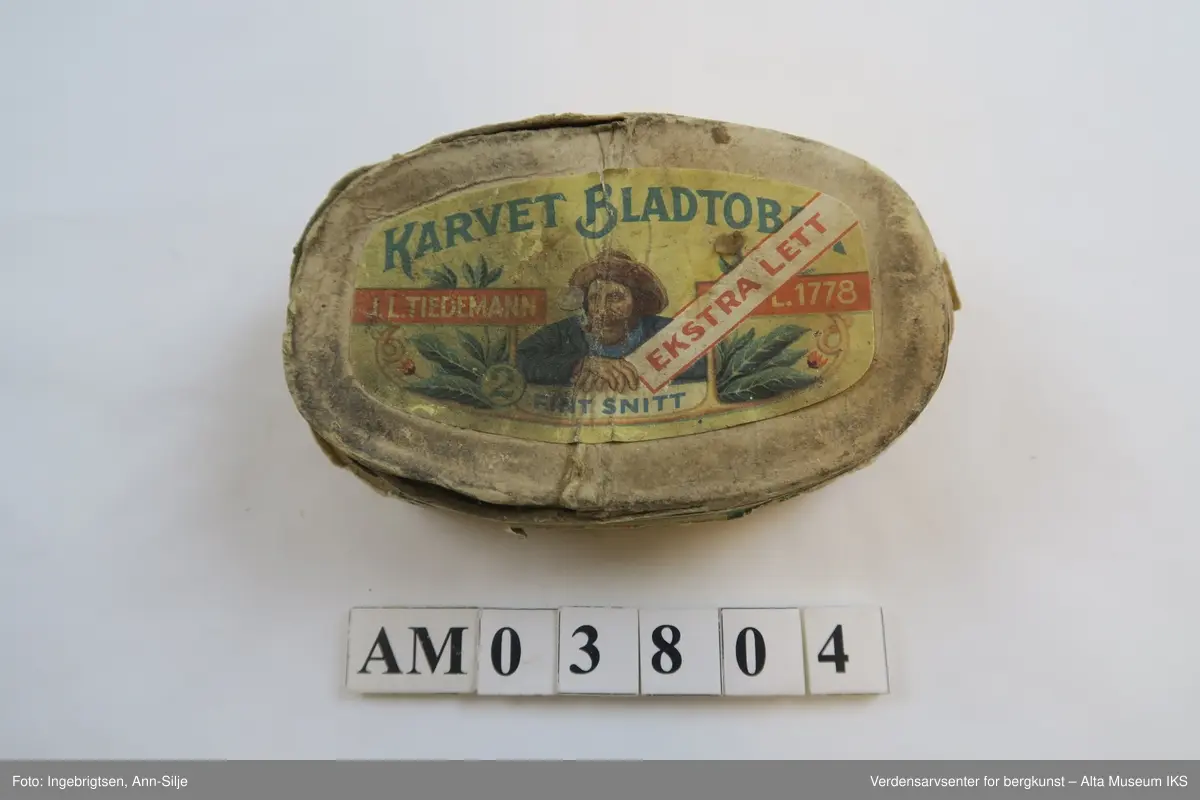 KARVET BLADTOBA
EKSTRA LETT
J. L. TIEDEMANN
L. 1778
2
FINT SNITT
AM03804
Foto: Ingebrigtsen, Ann-Silje
Verdensarvsenter for bergkunst – Alta Museum IKS